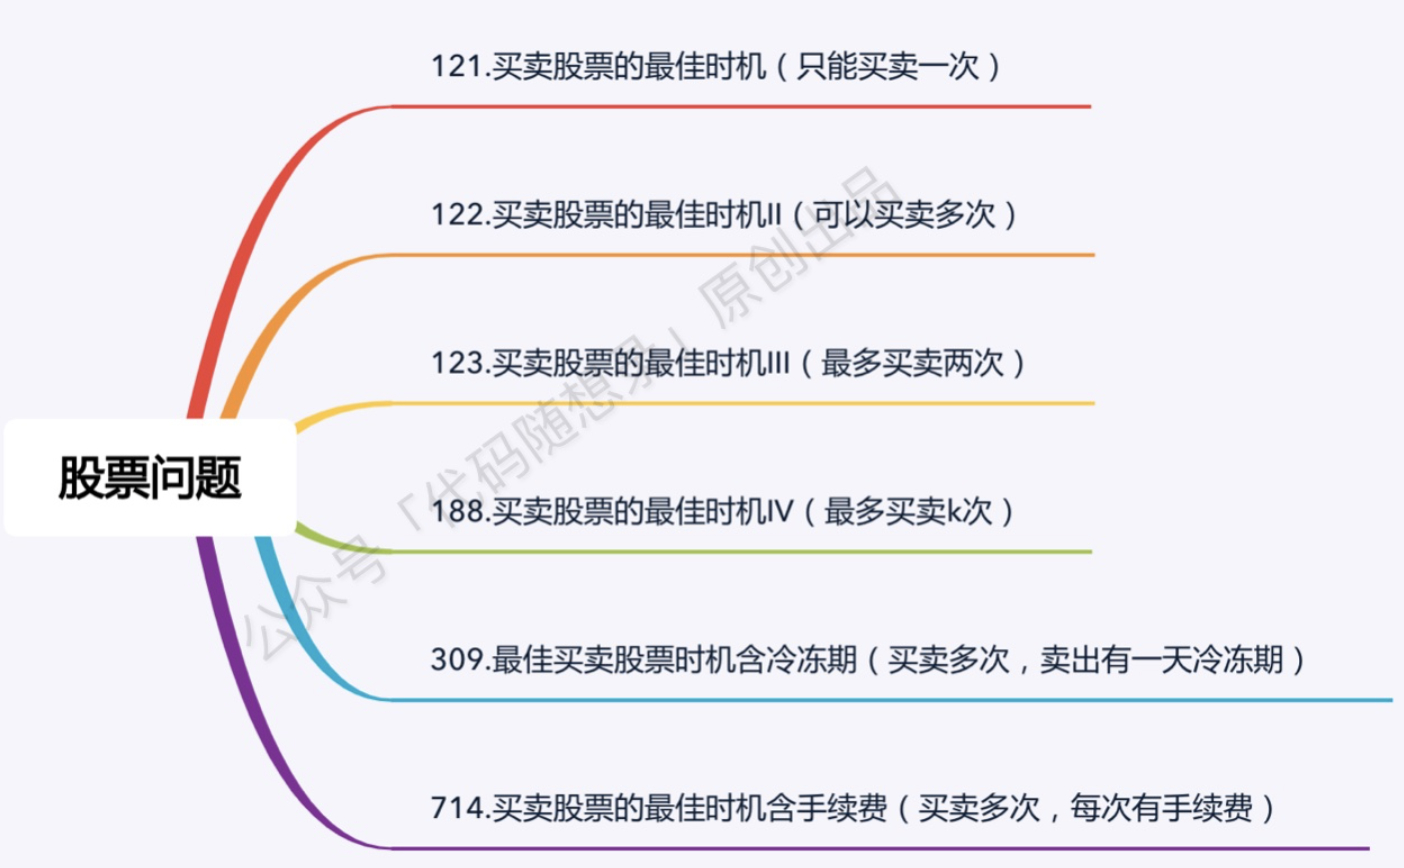 121.买卖股票的最佳时机（只能买卖一次）
122.买卖股票的最佳时机II（可以买卖多次）
123.买卖股票的最佳时机III（最多买卖两次）
股票问题
188.买卖股票的最佳时机IV（最多买卖k次）
309.最佳买卖股票时机含冷冻期（买卖多次，卖出有一天冷冻期）
714.买卖股票的最佳时机含手续费（买卖多次，每次有手续费）
公众号「代码随想录」原创出品